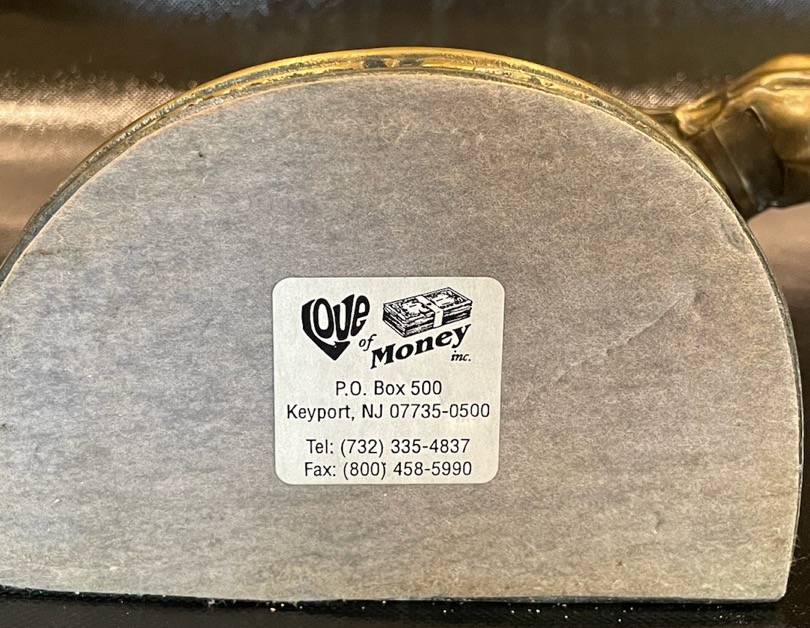 Love
of
Money
inc.
P.O. Box 500
Keyport, NJ 07735-0500
Tel: (732) 335-4837
Fax: (800) 458-5990